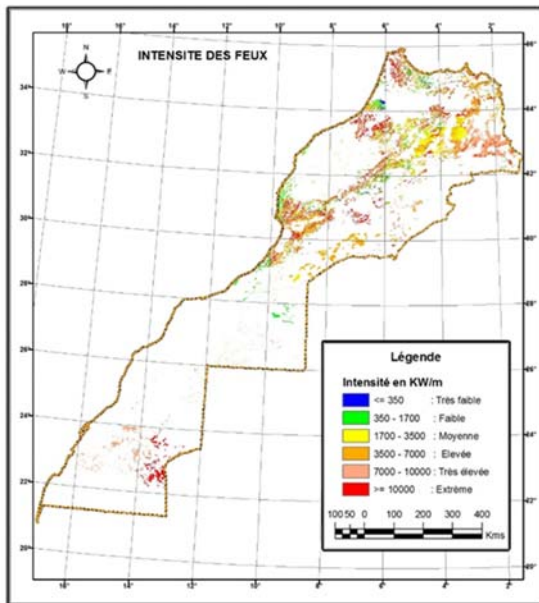 INTENSITE DES FEUX
N
W E
S
Légende
Intensité en KW/m
<= 350 : Très faible
350 - 1700 : Faible
1700 - 3500 : Moyenne
3500 - 7000 : Elevée
7000 - 10000 : Très élevée
>= 10000 : Extrême
100 50 0 100 200 300 400
Kms